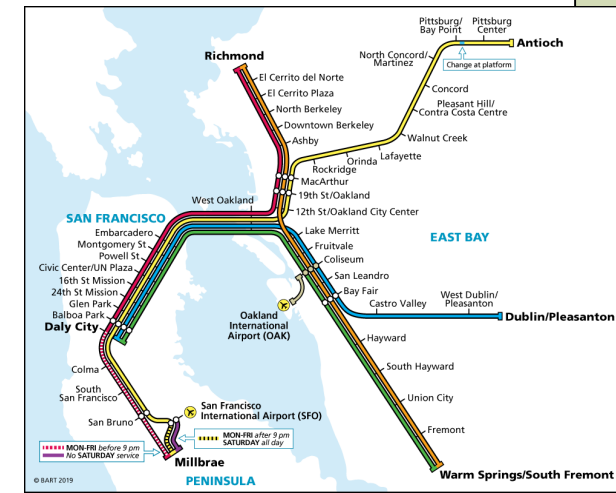 Pittsburg/
Bay Point
Pittsburg
Center
Antioch
North Concord/
Martinez
Change at platform
Concord
Pleasant Hill/
Contra Costa Centre
Walnut Creek
Lafayette
Orinda
Rockridge
Richmond
El Cerrito del Norte
El Cerrito Plaza
North Berkeley
Downtown Berkeley
Ashby
MacArthur
19th St/Oakland
12th St/Oakland City Center
West Oakland
SAN FRANCISCO
Embarcadero
Montgomery St
Powell St
Civic Center/UN Plaza
16th St Mission
24th St Mission
Glen Park
Balboa Park
Daly City
EAST BAY
Lake Merritt
Fruitvale
Coliseum
San Leandro
Bay Fair
Castro Valley
West Dublin/
Pleasanton
Dublin/Pleasanton
Oakland
International
Airport (OAK)
Hayward
South Hayward
Union City
Fremont
Warm Springs/South Fremont
Colma
South
San Francisco
San Bruno
San Francisco
International Airport (SFO)
MON-FRI after 9 pm
SATURDAY all day
MON-FRI before 9 pm
No SATURDAY service
Millbrae
PENINSULA
© BART 2019